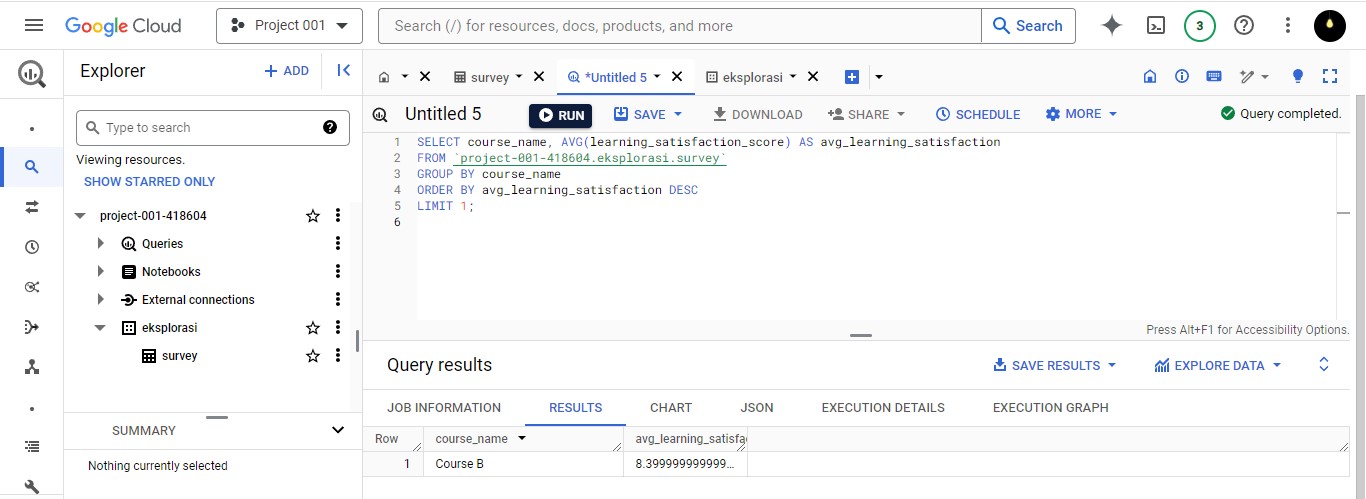 Google Cloud
Project 001
Search (/) for resources, docs, products, and more
Search
3
Explorer
+ ADD
survey
*Untitled 5
eksplorasi
Type to search
Viewing resources.
SHOW STARRED ONLY
project-001-418604
Queries
Notebooks
External connections
eksplorasi
survey
SUMMARY
Nothing currently selected
Untitled 5
RUN
SAVE
DOWNLOAD
SHARE
SCHEDULE
MORE
Query completed.
1 SELECT course_name, AVG(learning_satisfaction_score) AS avg_learning_satisfaction
2 FROM `project-001-418604.eksplorasi.survey`
3 GROUP BY course_name
4 ORDER BY avg_learning_satisfaction DESC
5 LIMIT 1;
6
Press Alt+F1 for Accessibility Options.
Query results
SAVE RESULTS
EXPLORE DATA
JOB INFORMATION
RESULTS
CHART
JSON
EXECUTION DETAILS
EXECUTION GRAPH
Row course_name avg_learning_satisfa
1 Course B 8.399999999999...